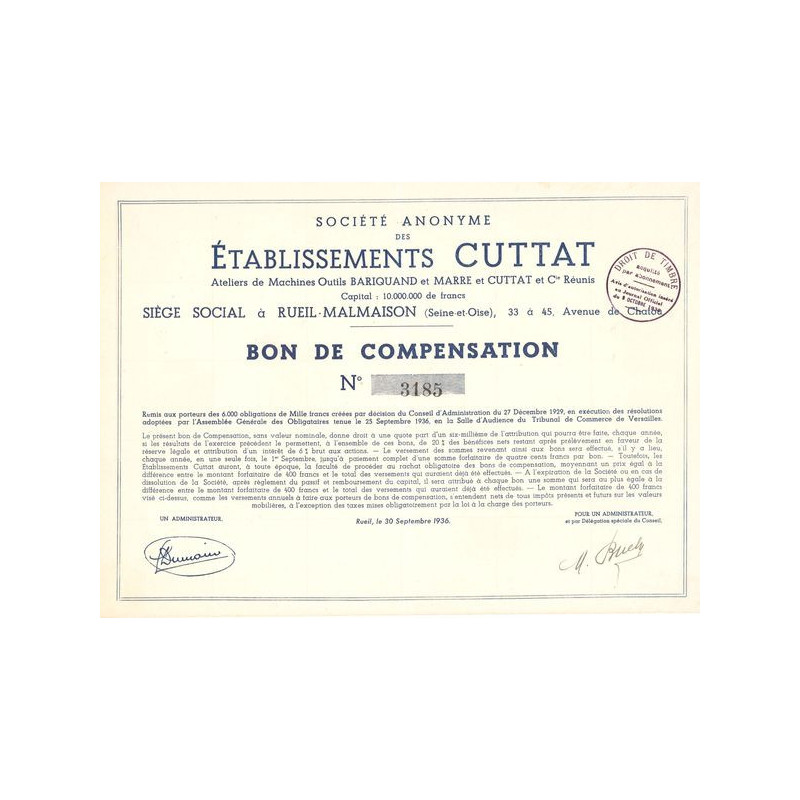 SOCIÉTÉ ANONYME
DES
ÉTABLISSEMENTS CUTTAT
Ateliers de Machines Outils BARIQUAND et MARRE et CUTTAT et Cie Réunis
Capital : 10.000.000 de francs
SIÈGE SOCIAL à RUEIL-MALMAISON (Seine-et-Oise), 33 à 45, Avenue de Chatou
DROIT DE TIMBRE
acquitté
par abonnement
Avis d'autorisation inséré
au Journal Officiel
du 8 OCTOBRE
BON DE COMPENSATION
No 3185
Remis aux porteurs des 6.000 obligations de Mille francs créées par décision du Conseil d'Administration du 27 Décembre 1929, en exécution des résolutions
adoptées par l'Assemblée Générale des Obligataires tenue le 25 Septembre 1936, en la Salle d'Audience du Tribunal de Commerce de Versailles.
Le présent bon de Compensation, sans valeur nominale, donne droit à une quote part d'un six-millième de l'attribution qui pourra être faite, chaque année,
si les résultats de l'exercice précédent le permettent, à l'ensemble de ces bons, de 20 % des bénéfices nets restant après prélèvement en faveur de la
réserve légale et attribution d'un intérêt de 6 % brut aux actions. — Le versement des sommes revenant ainsi aux bons sera effectué, s'il y a lieu,
chaque année, le 1er Septembre, jusqu'à paiement complet d'une somme forfaitaire de quatre cents francs par bon. — Toutefois, les
Etablissements Cuttat auront, à toute époque, la faculté de procéder au rachat obligatoire des bons de compensation, moyennant un prix égal à la
différence entre le montant forfaitaire de 400 francs et le total des versements qui auraient déjà été effectués. — A l'expiration de la Société ou en cas de
dissolution de la Société, après règlement du passif et remboursement du capital, il sera attribué à chaque bon une somme qui sera au plus égale à la
différence entre le montant forfaitaire de 400 francs et le total des versements qui auraient été antérieurement effectués. — Le montant forfaitaire de 400 francs
visé ci-dessus, comme les versements annuels à faire aux porteurs de bons de compensation, s'entendent nets de tous impôts présents et futurs sur les valeurs
mobilières, à l'exception des taxes mises obligatoirement par la loi à la charge des porteurs.
UN ADMINISTRATEUR,
Rueil, le 30 Septembre 1936.
POUR UN ADMINISTRATEUR,
et par Délégation spéciale du Conseil,